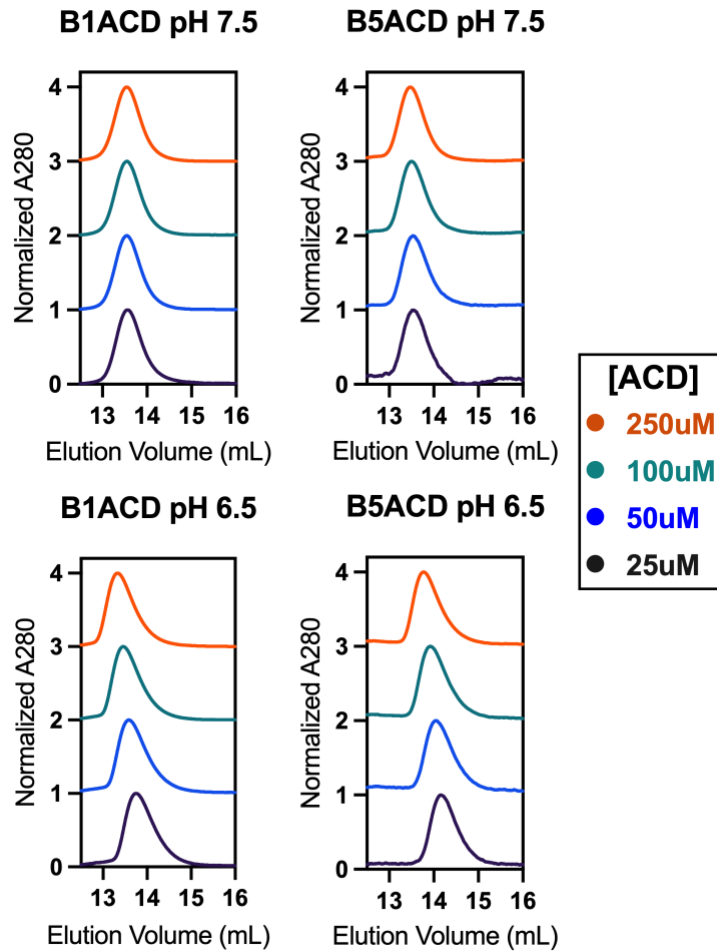 B1ACD pH 7.5
B5ACD pH 7.5
Normalized A280
4
3
2
1
0
13 14 15 16
Elution Volume (mL)
Normalized A280
4
3
2
1
0
13 14 15 16
Elution Volume (mL)
[ACD]
250uM
100uM
50uM
25uM
B1ACD pH 6.5
B5ACD pH 6.5
Normalized A280
4
3
2
1
0
13 14 15 16
Elution Volume (mL)
Normalized A280
4
3
2
1
0
13 14 15 16
Elution Volume (mL)